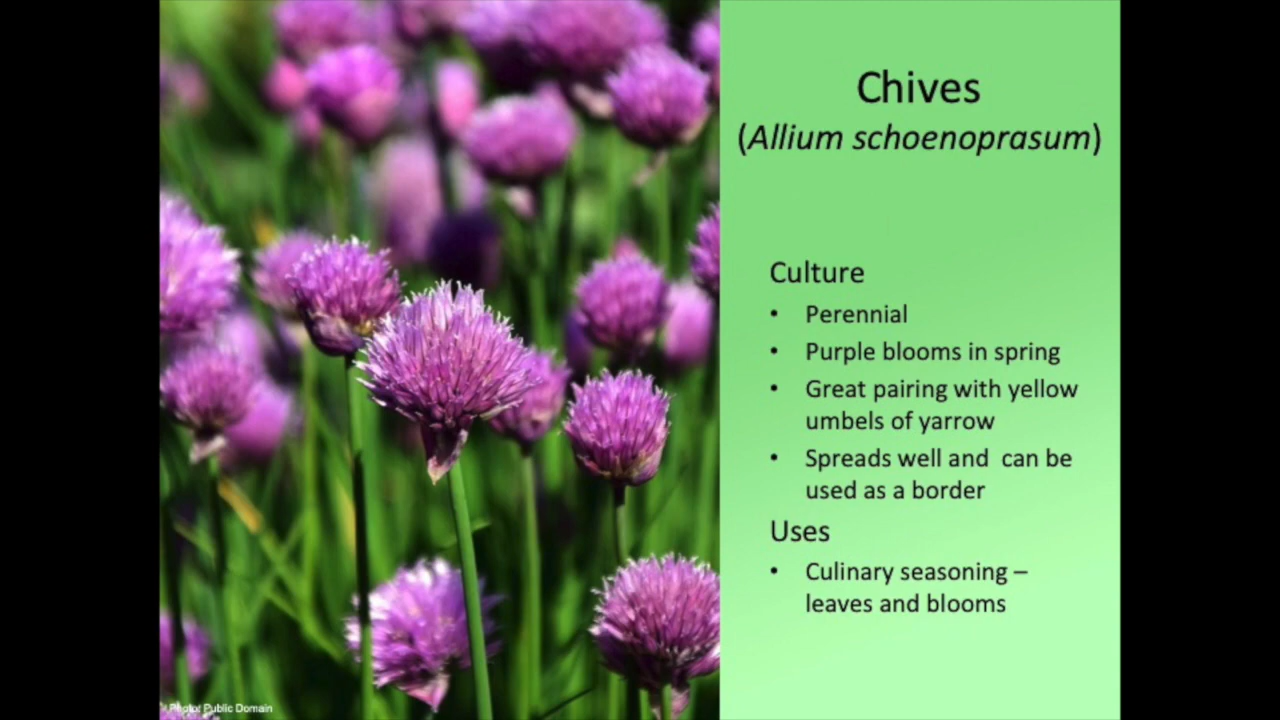 Chives
(Allium schoenoprasum)
Culture
• Perennial
• Purple blooms in spring
• Great pairing with yellow
umbels of yarrow
• Spreads well and  can be
used as a border
Uses
• Culinary seasoning –
leaves and blooms
Photo: Public Domain